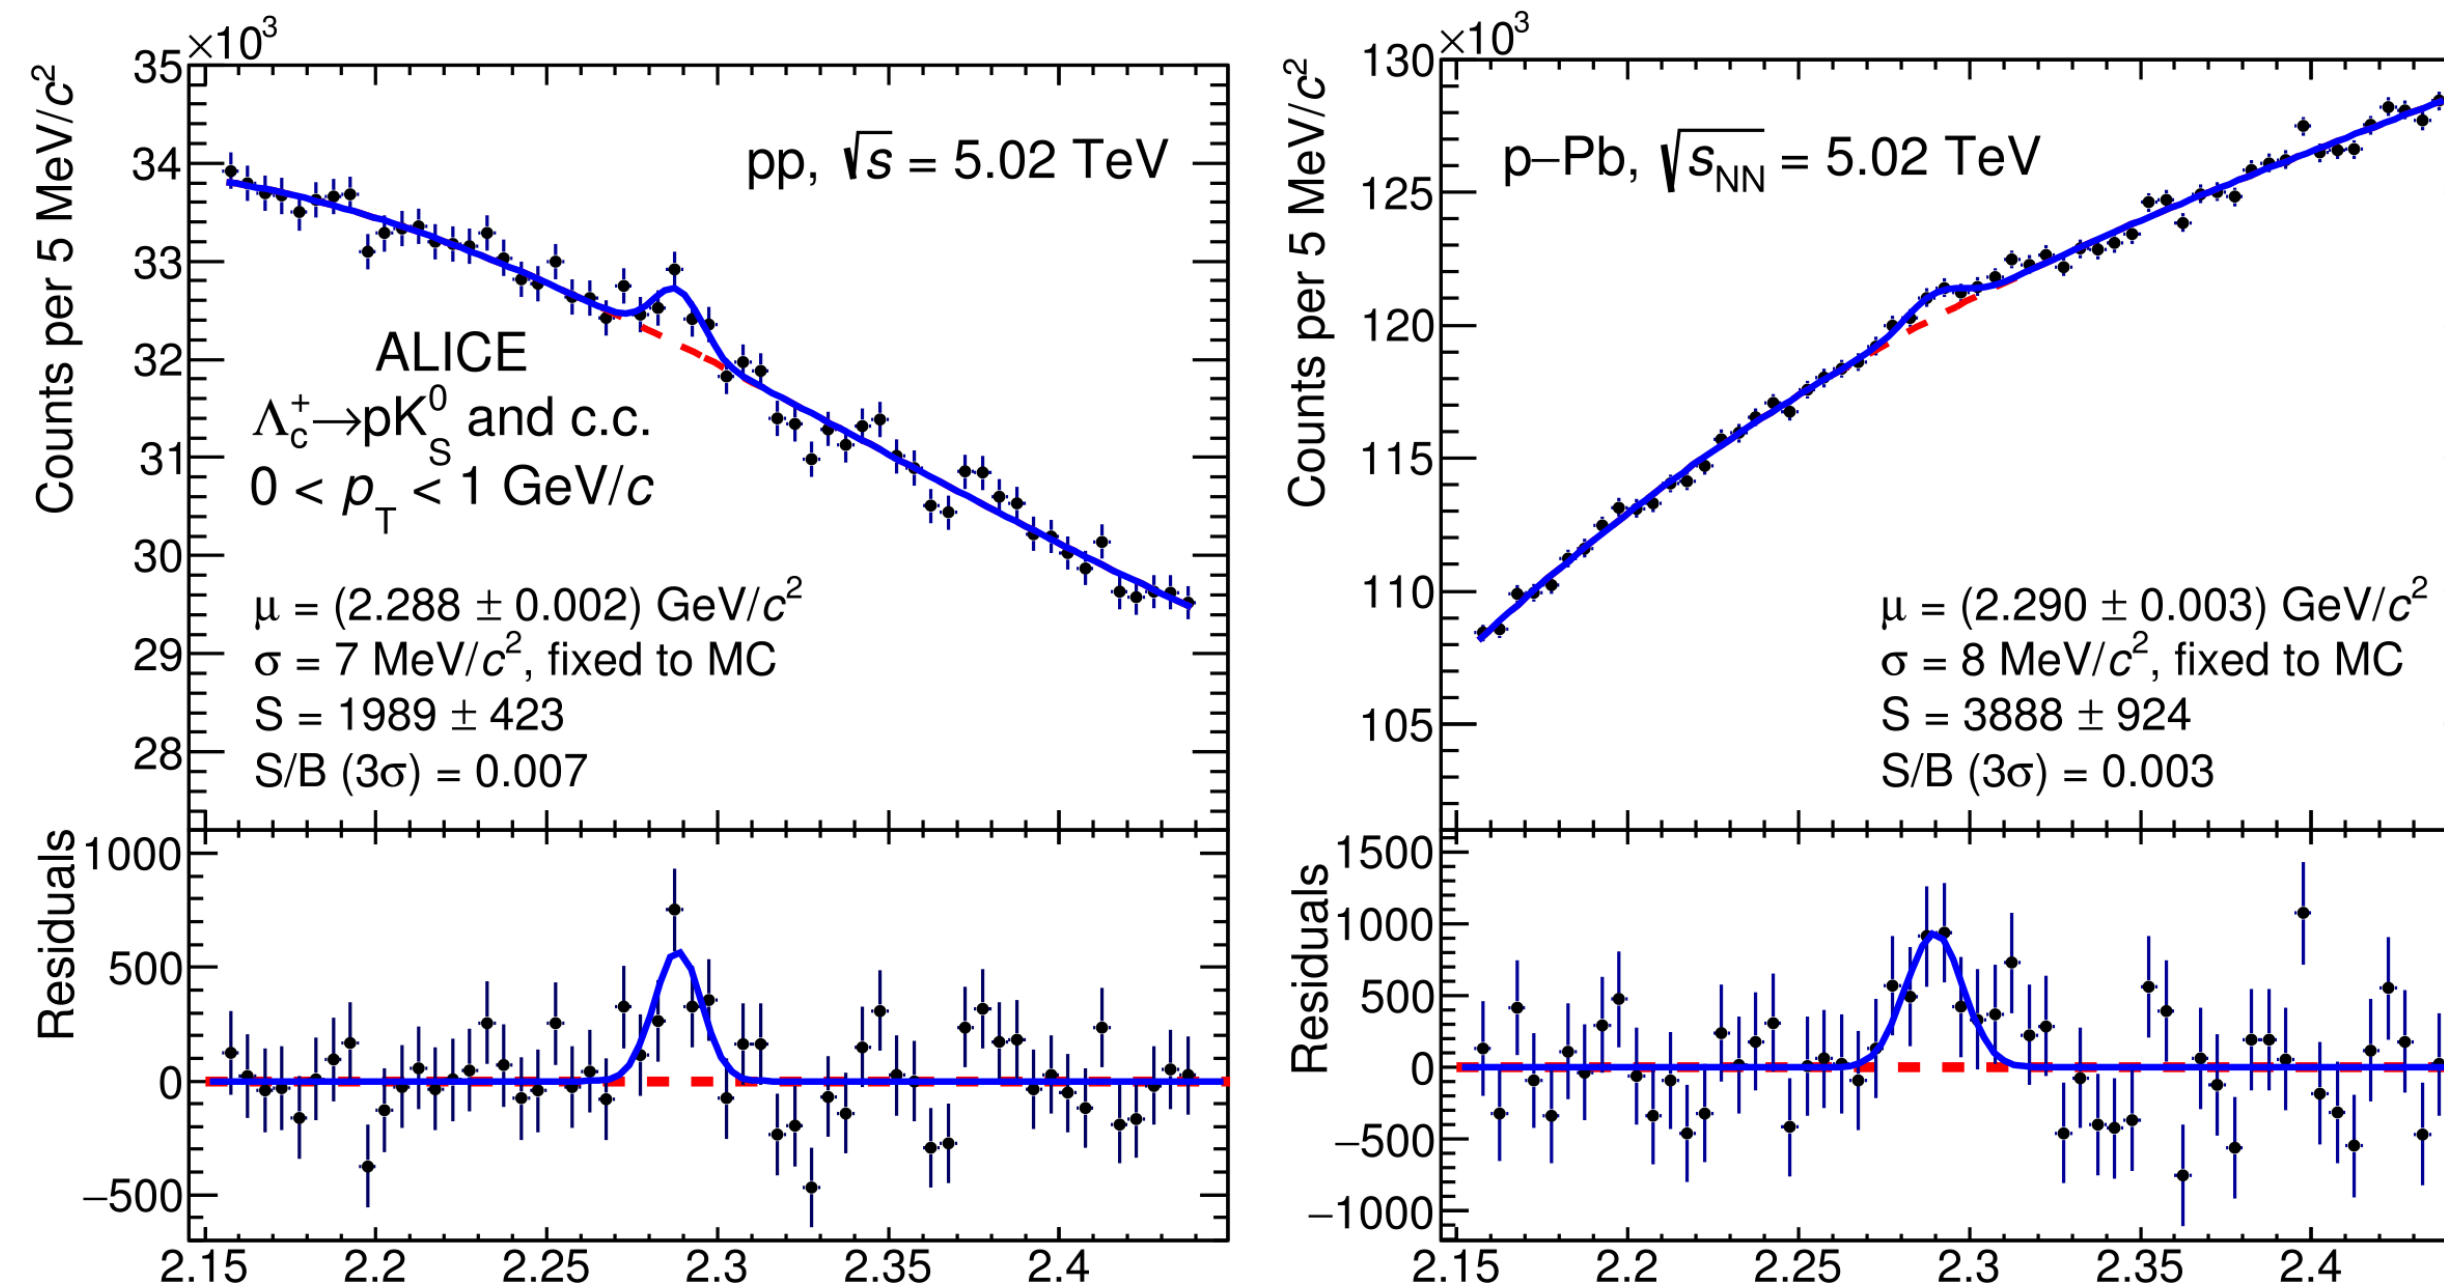 ×10³
Counts per 5 MeV/c²
35
34
33
32
31
30
29
28
pp, √s = 5.02 TeV
ALICE
Λc⁺→pK⁰S and c.c.
0 < pT < 1 GeV/c
μ = (2.288 ± 0.002) GeV/c²
σ = 7 MeV/c², fixed to MC
S = 1989 ± 423
S/B (3σ) = 0.007
Residuals
1000
500
0
−500
2.15 2.2 2.25 2.3 2.35 2.4
×10³
Counts per 5 MeV/c²
130
125
120
115
110
105
p−Pb, √sNN = 5.02 TeV
μ = (2.290 ± 0.003) GeV/c²
σ = 8 MeV/c², fixed to MC
S = 3888 ± 924
S/B (3σ) = 0.003
Residuals
1500
1000
500
0
−500
−1000
2.15 2.2 2.25 2.3 2.35 2.4